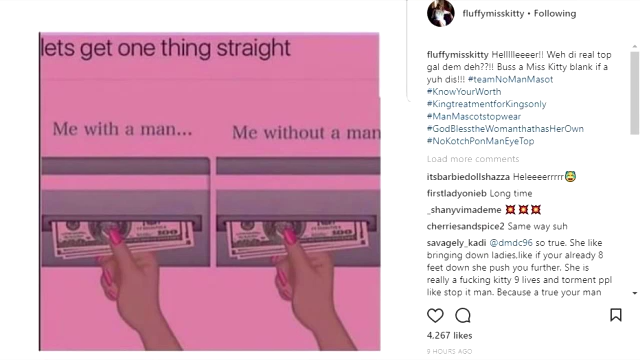 lets get one thing straight
Me with a man...
Me without a man
fluffymisskitty • Following
fluffymisskitty Helllllleeeer!! Weh di real top
gal dem deh??!! Buss a Miss Kitty blank if a
yuh dis!!! #teamNoManMasot
#KnowYourWorth
#KingtreatmentforKingsonly
#ManMascotstopwear
#GodBlesstheWomanthathasHerOwn
#NoKotchPonManEyeTop
Load more comments
itsbarbiedollshazza Heleeeerrrrr😅
firstladyonieb Long time
_shanyvimademe 💥💥💥
cherriesandspice2 Same way suh
savagely_kadi @dmdc96 so true. She like
bringing down ladies,like if your already 8
feet down she push you further. She is
really a fucking kitty 9 lives and torment ppl
like stop it man. Because a true your man
4,267 likes
9 HOURS AGO